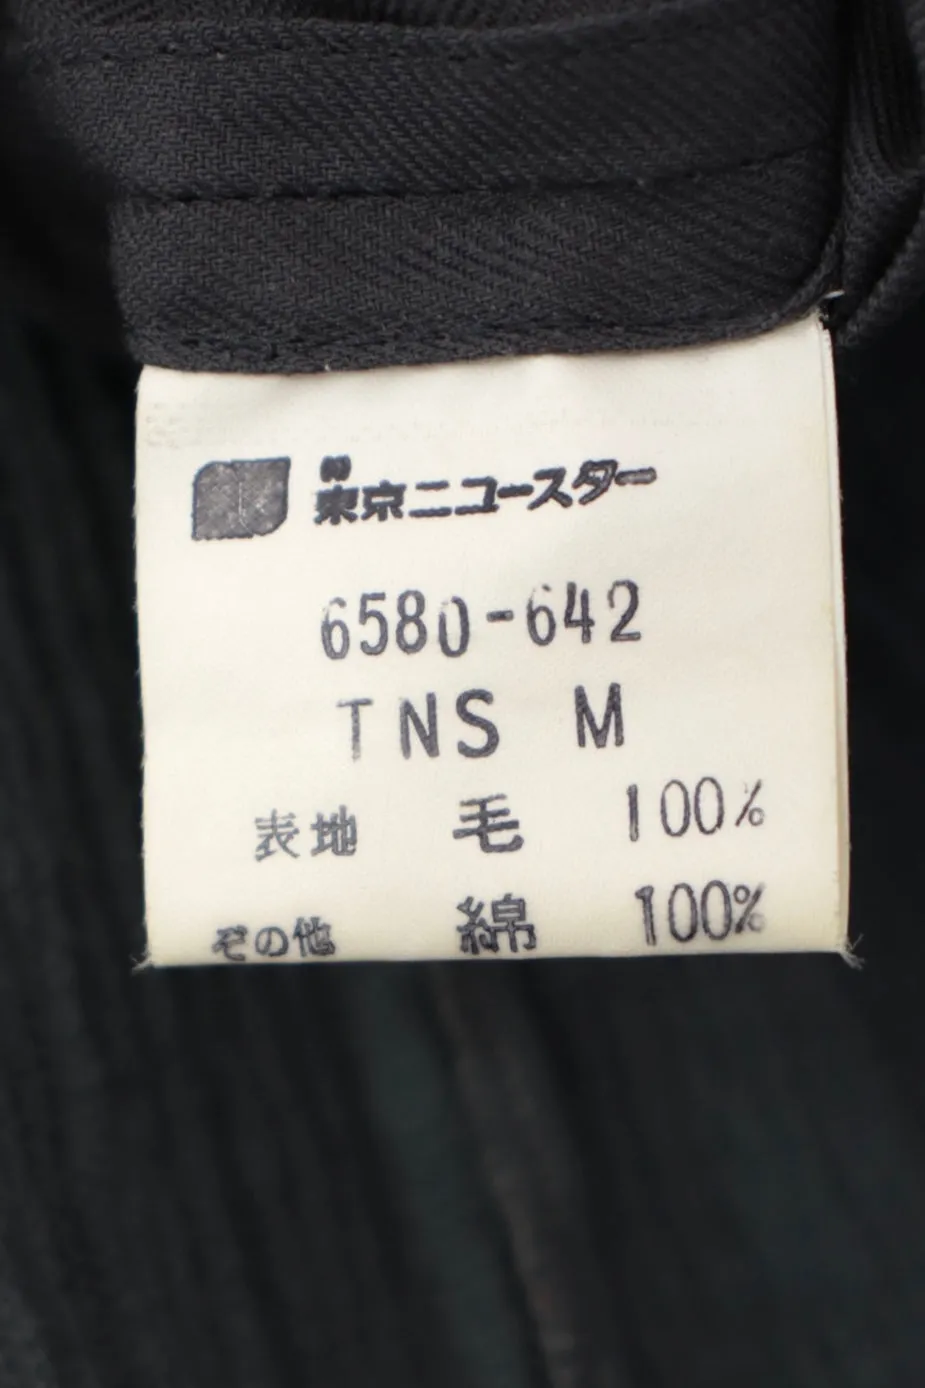 ㈱
東京ニュースター
6580-642
TNS M
表地 毛 100%
その他 綿 100%